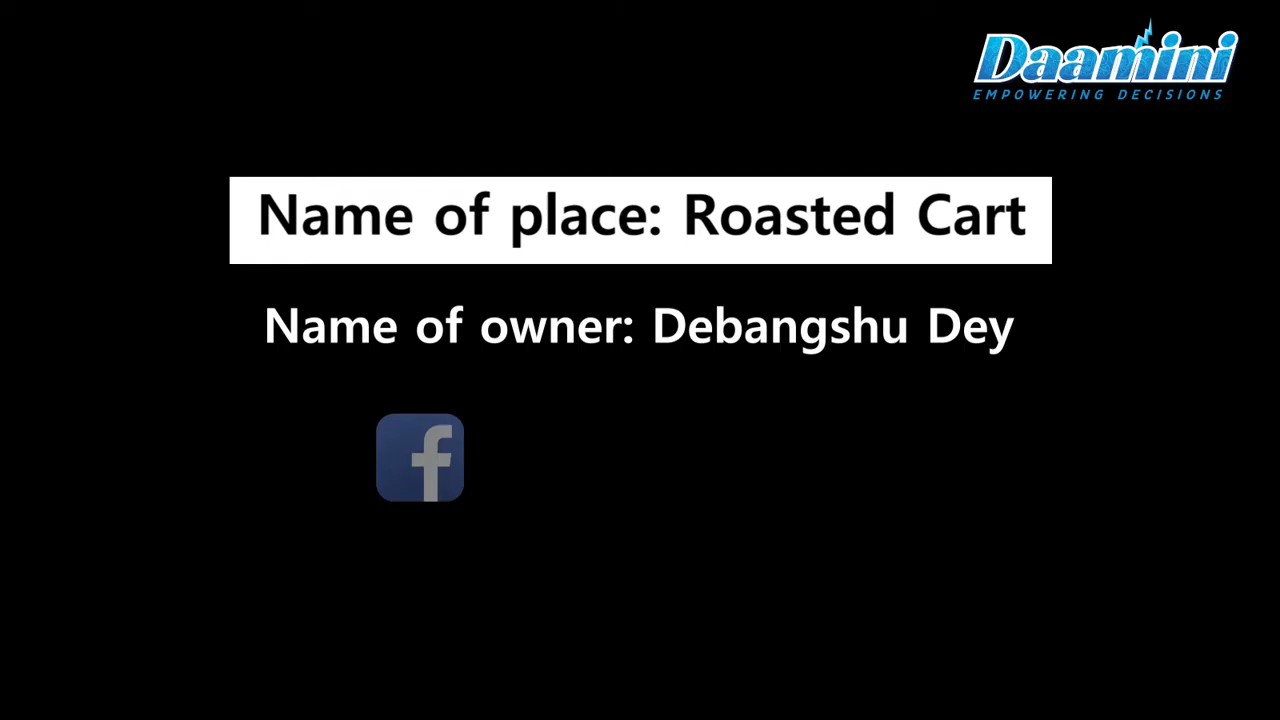 Daamini
EMPOWERING DECISIONS
Name of place: Roasted Cart
Name of owner: Debangshu Dey
f